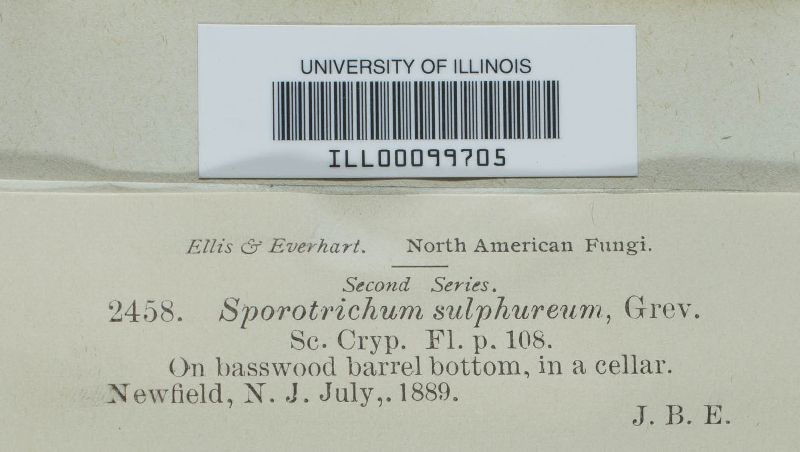 UNIVERSITY OF ILLINOIS
ILL00099705
Ellis & Everhart. North American Fungi.
Second Series.
2458. Sporotrichum sulphureum, Grev.
Sc. Cryp. Fl. p. 108.
On basswood barrel bottom, in a cellar.
Newfield, N. J. July,. 1889.
J. B. E.